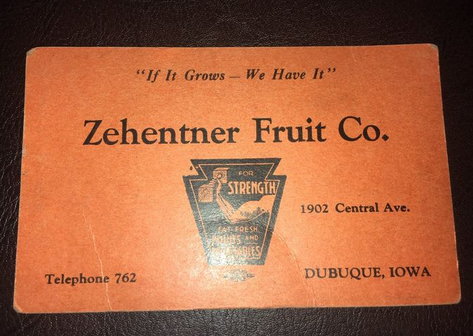 "If It Grows — We Have It"
Zehentner Fruit Co.
FOR
STRENGTH
EAT FRESH
FRUITS AND
VEGETABLES
1902 Central Ave.
Telephone 762
DUBUQUE, IOWA